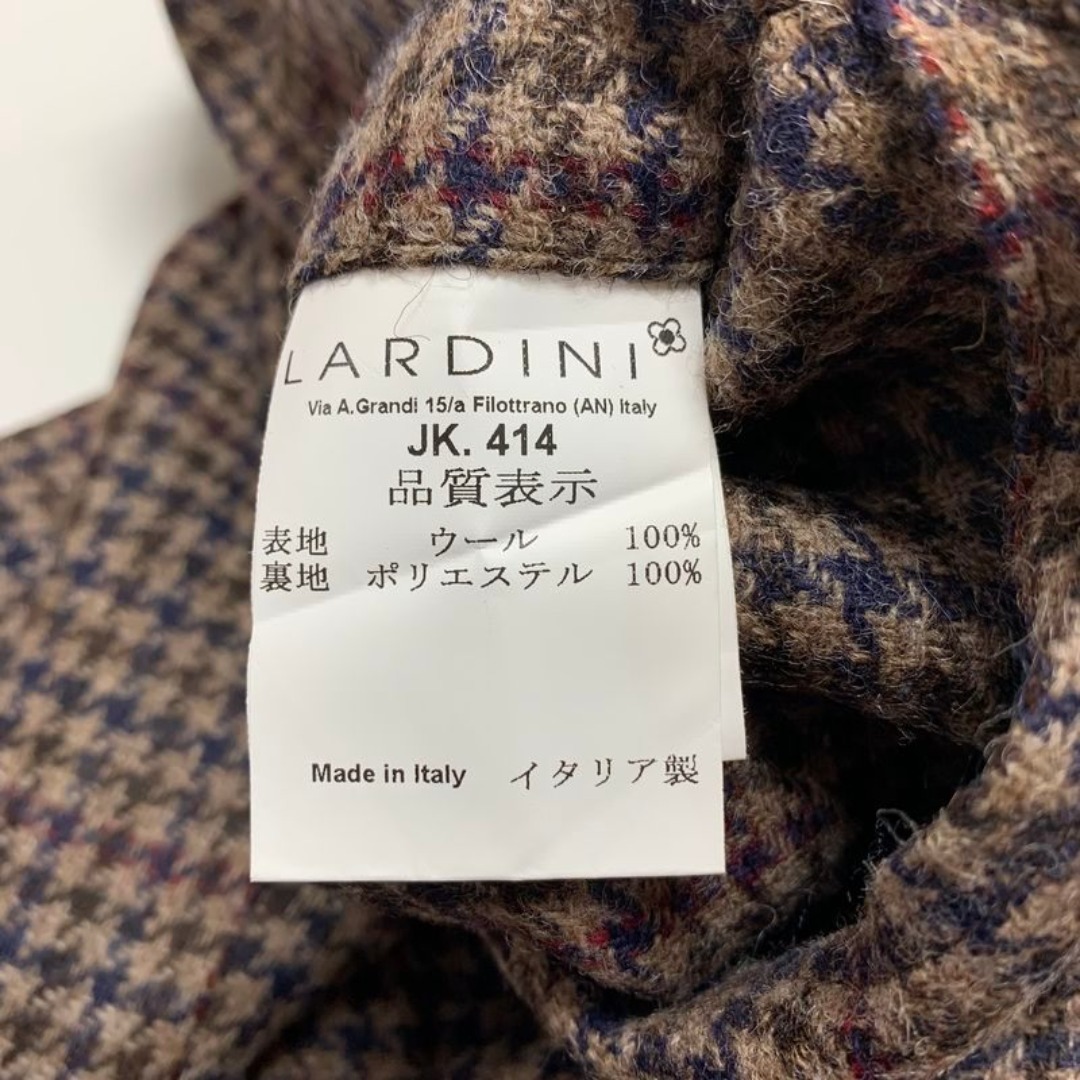 LARDINI
Via A.Grandi 15/a Filottrano (AN) Italy
JK. 414
品質表示
表地 ウール 100%
裏地 ポリエステル 100%
Made in Italy イタリア製